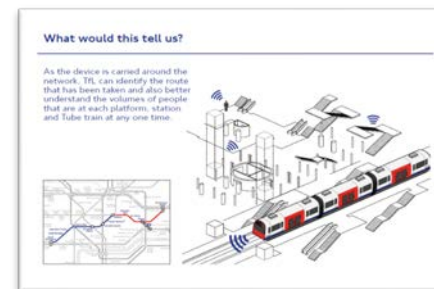 What would this tell us?
As the device is carried around the
network, TfL can identify the route
that has been taken and also better
understand the volumes of people
that are at each platform, station
and Tube train at any one time.